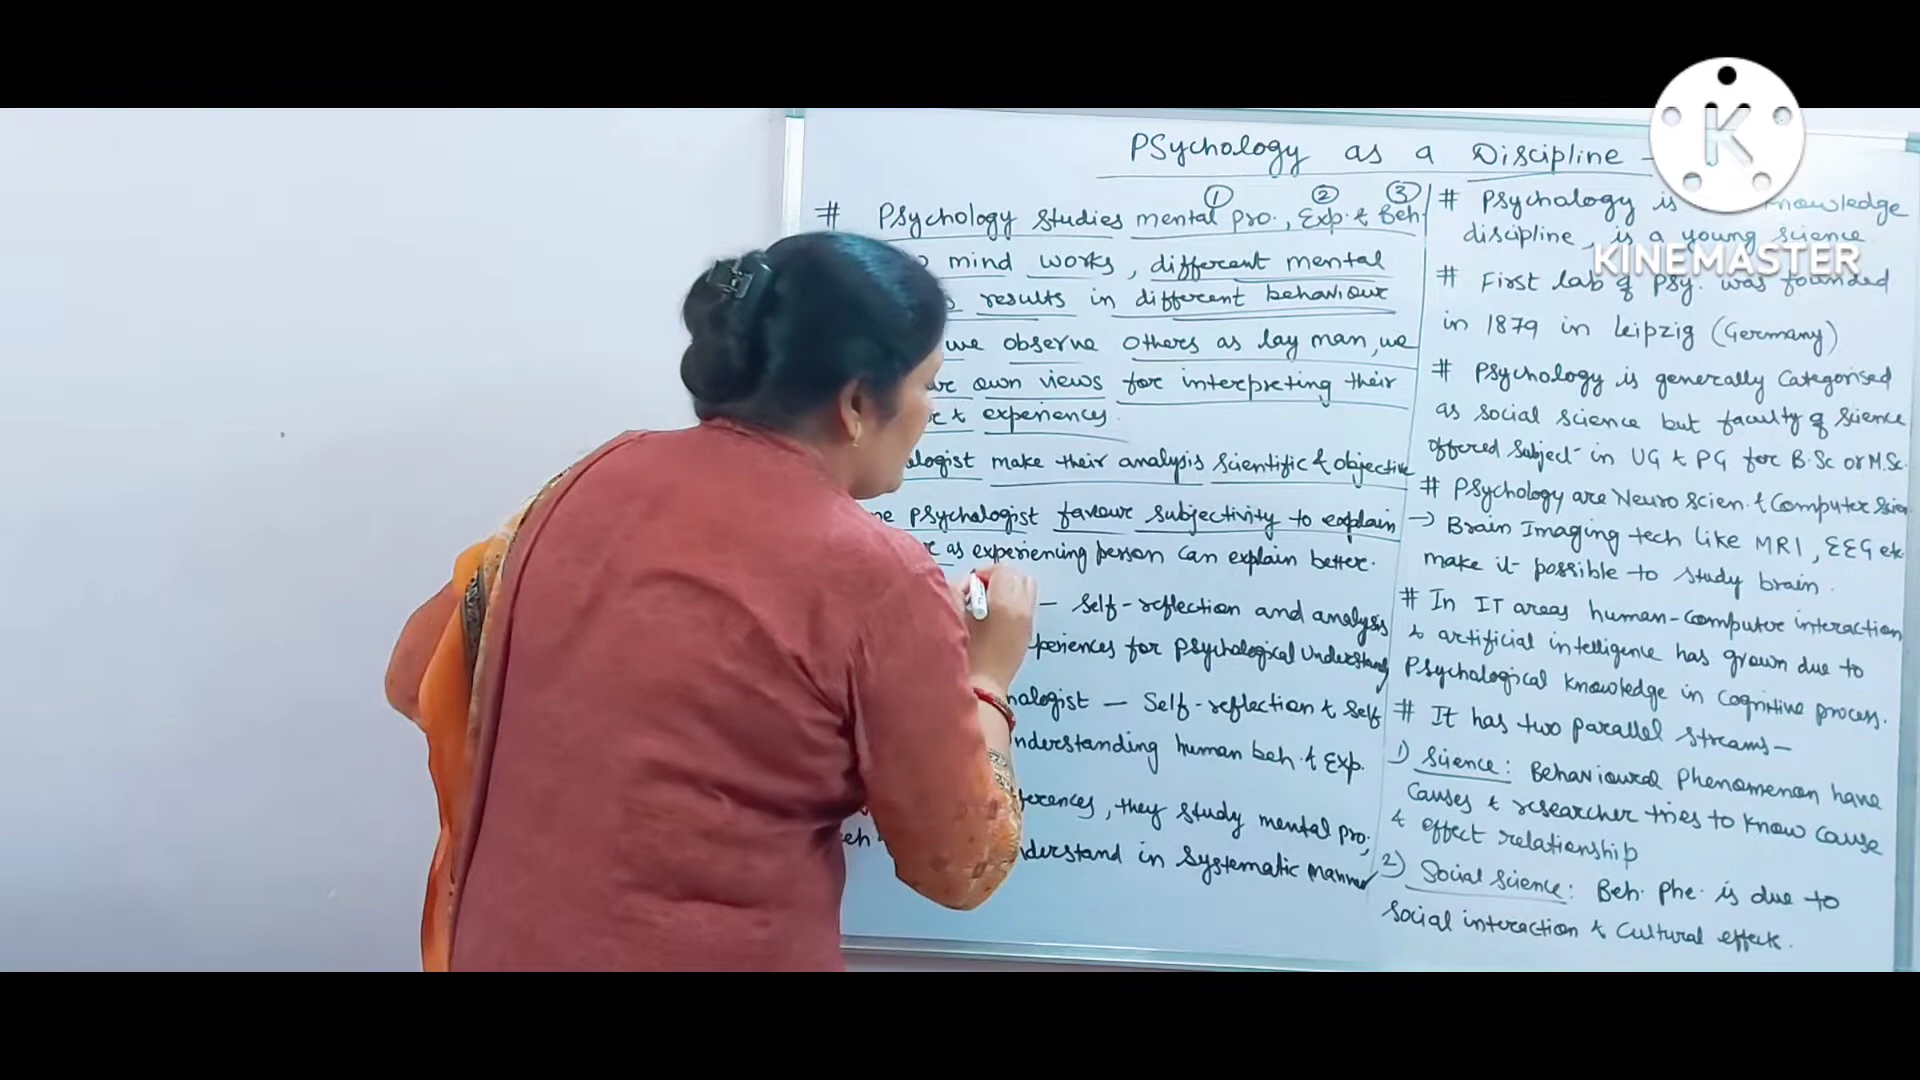 Psychology as a Discipline -
① ② ③
# Psychology studies mental pro., Exp. & Beh.
mind works, different mental
results in different behaviour
we observe others as lay man, we
own views for interpreting their
& experiences.
ologist make their analysis scientific & objective
psychologist favour subjectivity to explain
as experiencing person can explain better.
— Self-reflection and analysis
periences for psychological understandg
nalogist — Self-reflection & Self
nderstanding human beh. & Exp.
ferences, they study mental pro.,
eh
nderstand in systematic manner
# Psychology is knowledge
discipline, is a young science
# First lab of Psy. was founded
in 1879 in Leipzig (Germany)
# Psychology is generally categorised
as social science but faculty of science
offered subject in UG & PG for B.Sc or M.Sc.
# Psychology are Neuro scien. & Computer Scien
→ Brain Imaging tech like MRI, EEG etc
make it possible to study brain.
# In IT areas human-computer interaction
& artificial intelligence has grown due to
Psychological knowledge in cognitive process.
# It has two parallel streams—
1) Science: Behavioural Phenomenon have
causes & researcher tries to know cause
& effect relationship
2) Social science: Beh. Phe. is due to
social interaction & cultural effect.
K
KINEMASTER